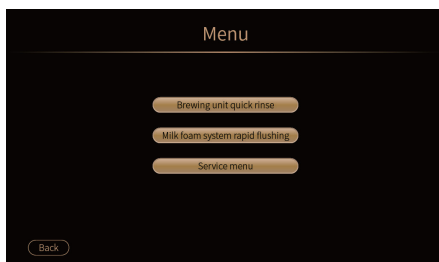 Menu
Brewing unit quick rinse
Milk foam system rapid flushing
Service menu
Back